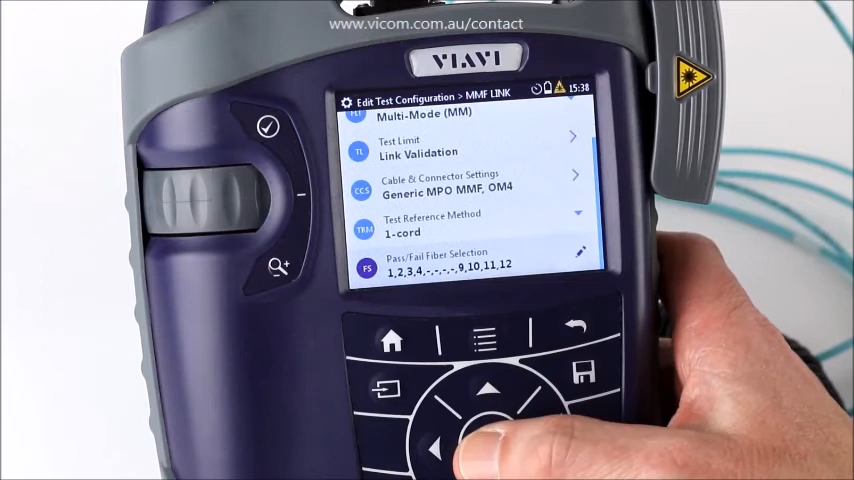 www.vicom.com.au/contact
VIAVI
Edit Test Configuration > MMF LINK 15:38
FLT
Multi-Mode (MM)
TL
Test Limit
Link Validation
CCS
Cable & Connector Settings
Generic MPO MMF, OM4
TRM
Test Reference Method
1-cord
FS
Pass/Fail Fiber Selection
1,2,3,4,-,-,-,-,9,10,11,12